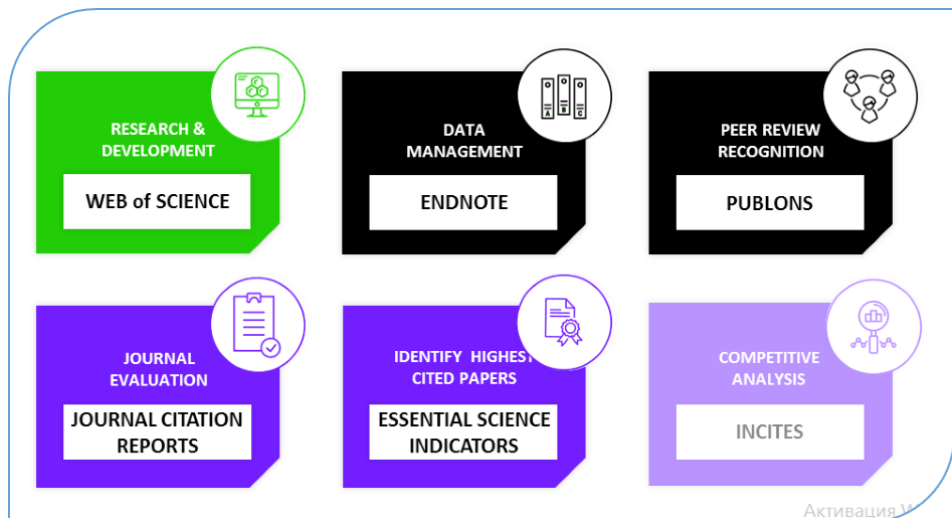 RESEARCH &
DEVELOPMENT
WEB of SCIENCE
DATA
MANAGEMENT
ENDNOTE
A B C
PEER REVIEW
RECOGNITION
PUBLONS
JOURNAL
EVALUATION
JOURNAL CITATION
REPORTS
IDENTIFY HIGHEST
CITED PAPERS
ESSENTIAL SCIENCE
INDICATORS
COMPETITIVE
ANALYSIS
INCITES
Активация